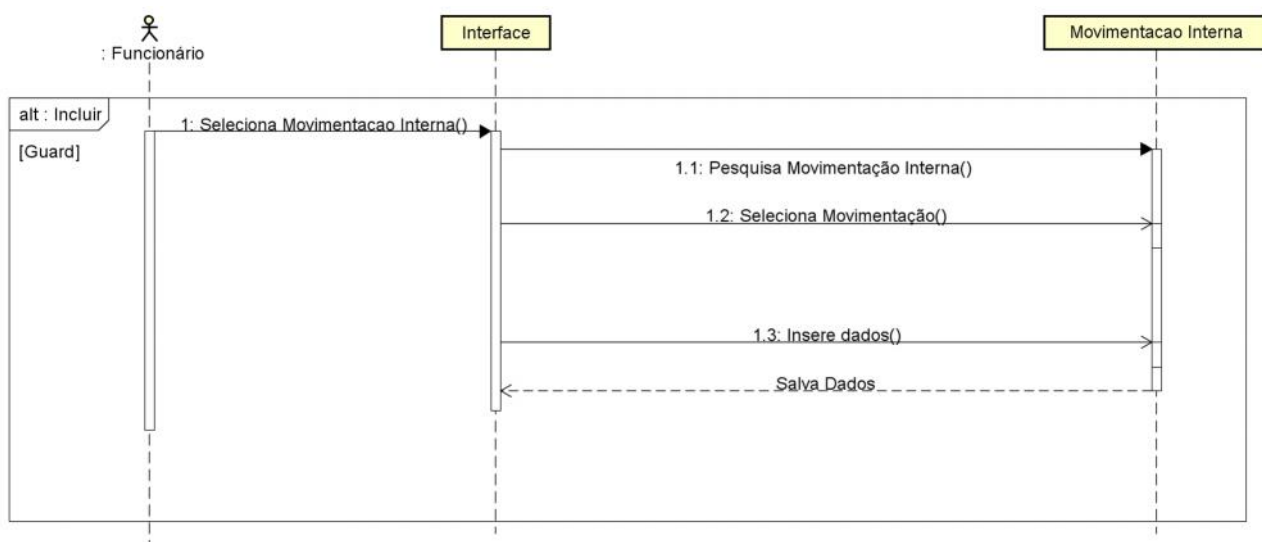 : Funcionário
Interface
Movimentacao Interna
alt : Incluir
[Guard]
1: Seleciona Movimentacao Interna()
1.1: Pesquisa Movimentação Interna()
1.2: Seleciona Movimentação()
1.3: Insere dados()
Salva Dados